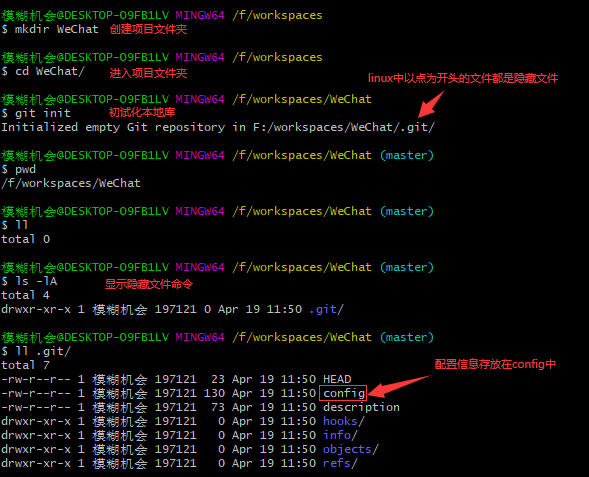 模糊机会@DESKTOP-O9FB1LV MINGW64 /f/workspaces
$ mkdir WeChat 创建项目文件夹
模糊机会@DESKTOP-O9FB1LV MINGW64 /f/workspaces
$ cd WeChat/ 进入项目文件夹
linux中以点为开头的文件都是隐藏文件
模糊机会@DESKTOP-O9FB1LV MINGW64 /f/workspaces/WeChat
$ git init 初试化本地库
Initialized empty Git repository in F:/workspaces/WeChat/.git/
模糊机会@DESKTOP-O9FB1LV MINGW64 /f/workspaces/WeChat (master)
$ pwd
/f/workspaces/WeChat
模糊机会@DESKTOP-O9FB1LV MINGW64 /f/workspaces/WeChat (master)
$ ll
total 0
模糊机会@DESKTOP-O9FB1LV MINGW64 /f/workspaces/WeChat (master)
$ ls -lA 显示隐藏文件命令
total 4
drwxr-xr-x 1 模糊机会 197121 0 Apr 19 11:50 .git/
模糊机会@DESKTOP-O9FB1LV MINGW64 /f/workspaces/WeChat (master)
$ ll .git/
total 7
配置信息存放在config中
-rw-r--r-- 1 模糊机会 197121 23 Apr 19 11:50 HEAD
-rw-r--r-- 1 模糊机会 197121 130 Apr 19 11:50 config
-rw-r--r-- 1 模糊机会 197121 73 Apr 19 11:50 description
drwxr-xr-x 1 模糊机会 197121 0 Apr 19 11:50 hooks/
drwxr-xr-x 1 模糊机会 197121 0 Apr 19 11:50 info/
drwxr-xr-x 1 模糊机会 197121 0 Apr 19 11:50 objects/
drwxr-xr-x 1 模糊机会 197121 0 Apr 19 11:50 refs/